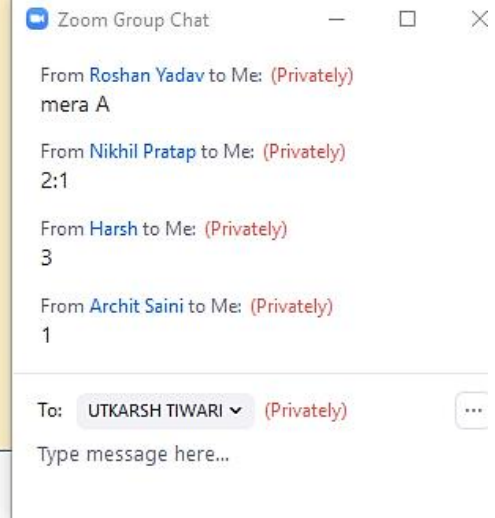 Zoom Group Chat
From Roshan Yadav to Me: (Privately)
mera A
From Nikhil Pratap to Me: (Privately)
2:1
From Harsh to Me: (Privately)
3
From Archit Saini to Me: (Privately)
1
To: UTKARSH TIWARI (Privately)
Type message here...